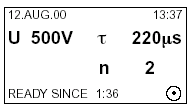 12.AUG.00 13:37
U 500V τ 220µs
n 2
READY SINCE 1:36